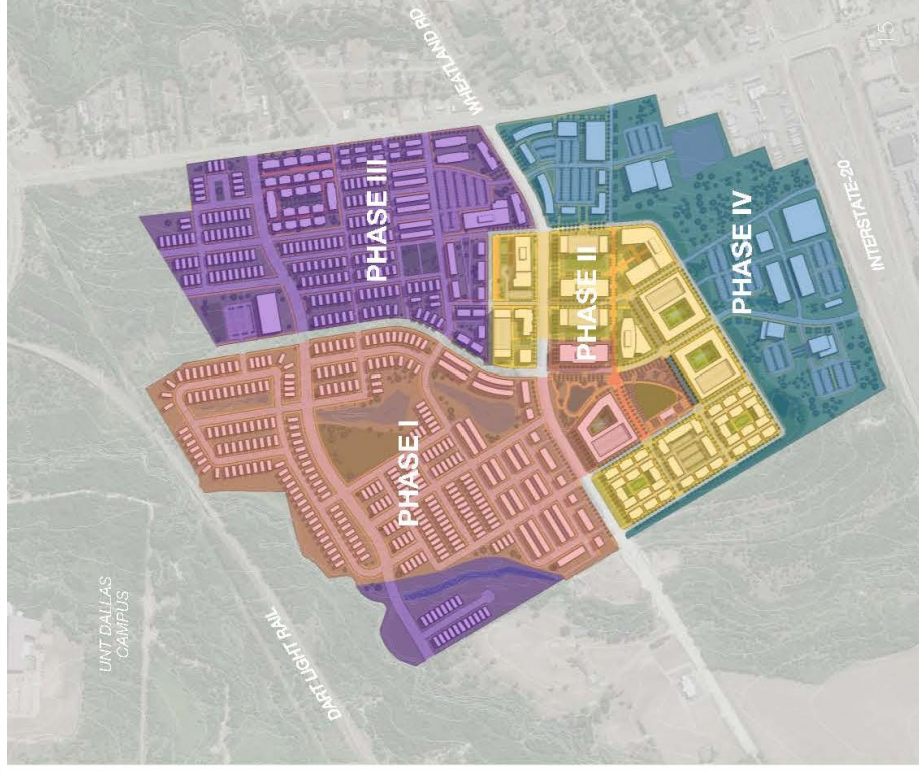 15
WHEATLAND RD
PHASE III
PHASE IV
INTERSTATE-20
PHASE II
PHASE I
UNT DALLAS
CAMPUS
DART LIGHT RAIL